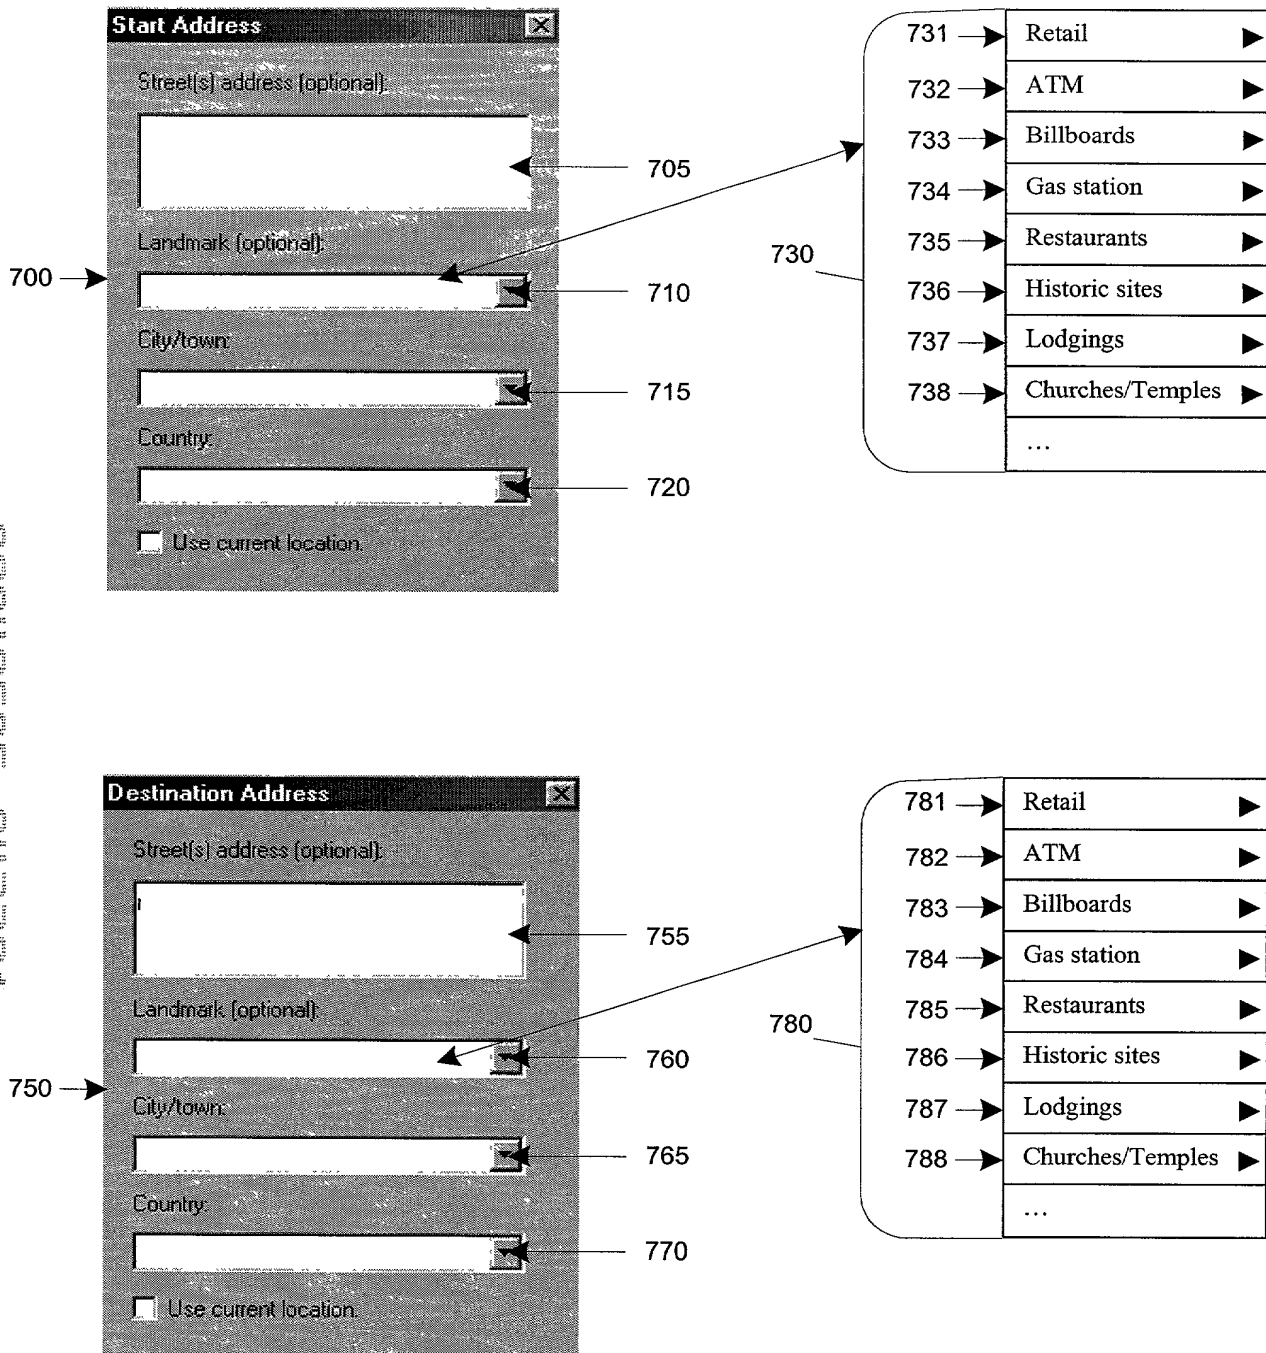 Start Address
Street(s) address (optional):
705
Landmark (optional):
700
710
City/town:
715
Country:
720
Use current location.
730
731 Retail
732 ATM
733 Billboards
734 Gas station
735 Restaurants
736 Historic sites
737 Lodgings
738 Churches/Temples
...
Destination Address
Street(s) address (optional):
755
Landmark (optional):
760
750
City/town:
765
Country:
770
Use current location.
780
781 Retail
782 ATM
783 Billboards
784 Gas station
785 Restaurants
786 Historic sites
787 Lodgings
788 Churches/Temples
...